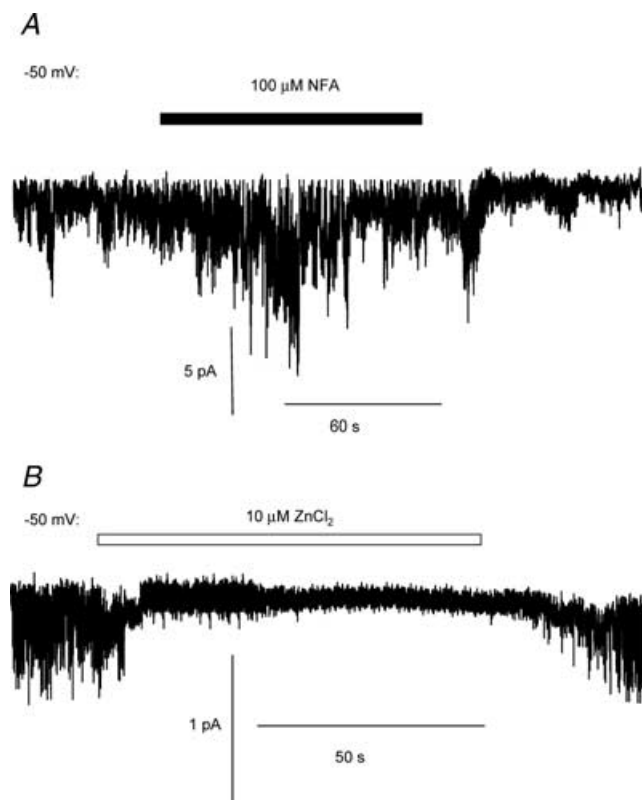 A
-50 mV:
100 μM NFA
5 pA
60 s
B
-50 mV:
10 μM ZnCl₂
1 pA
50 s